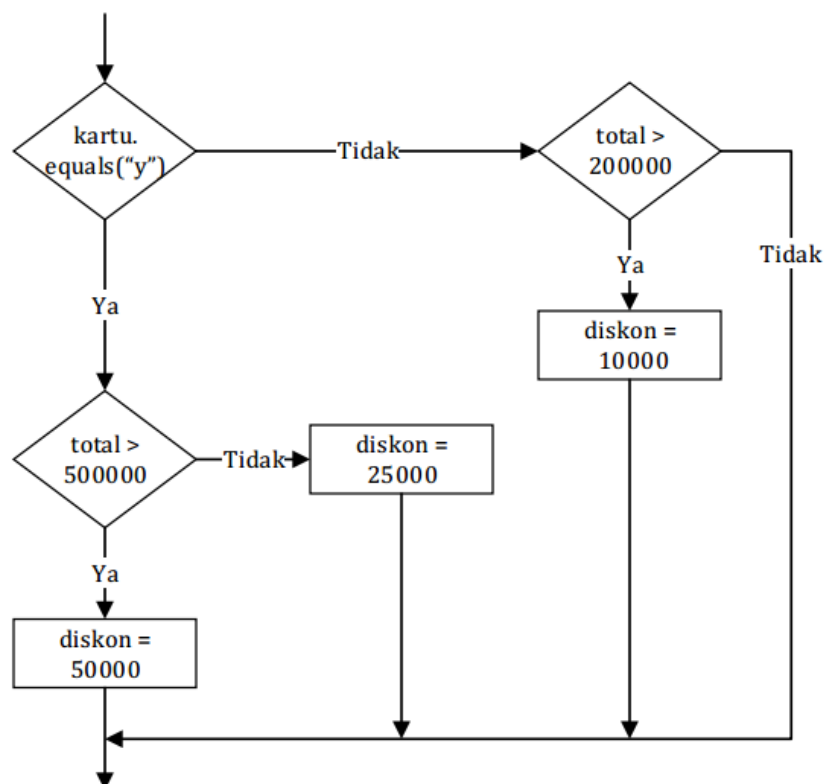 kartu.
equals(“y”)
Tidak
total >
200000
Ya
Tidak
diskon =
10000
Ya
total >
500000
Tidak
diskon =
25000
Ya
diskon =
50000